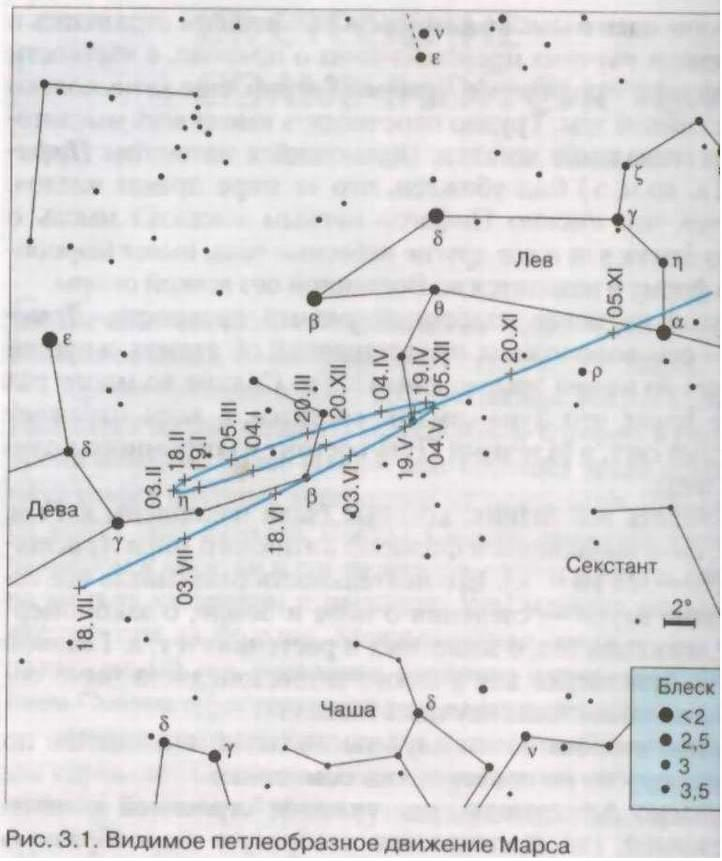 ν
ε
ζ
γ
δ
Лев
η
β
θ
05.XI
α
ε
20.XI
ρ
20.III
20.XII
04.IV
19.IV
05.XII
05.III
04.I
18.II
19.I
03.II
19.V
04.V
03.VI
δ
β
η
Дева
γ
18.VI
03.VII
Секстант
18.VII
2°
Чаша
δ
δ
γ
ν
Блеск
<2
2,5
3
3,5
Рис. 3.1. Видимое петлеобразное движение Марса